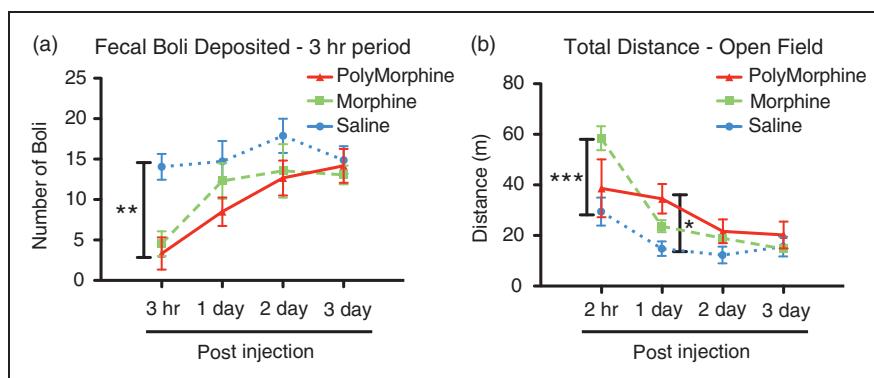 (a) Fecal Boli Deposited - 3 hr period
25
20
15
10
5
0
Number of Boli
PolyMorphine
Morphine
Saline
**
3 hr 1 day 2 day 3 day
Post injection
(b) Total Distance - Open Field
80
60
40
20
0
Distance (m)
PolyMorphine
Morphine
Saline
***
*
2 hr 1 day 2 day 3 day
Post injection